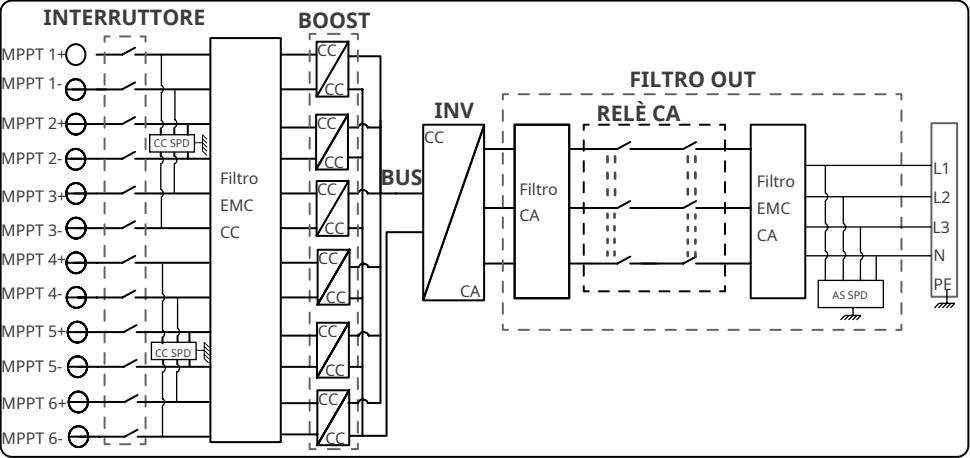 INTERRUTTORE
BOOST
MPPT 1+
MPPT 1-
MPPT 2+
MPPT 2-
MPPT 3+
MPPT 3-
MPPT 4+
MPPT 4-
MPPT 5+
MPPT 5-
MPPT 6+
MPPT 6-
CC SPD
CC SPD
Filtro
EMC
CC
CC
CC
CC
CC
CC
CC
CC
CC
CC
CC
CC
CC
BUS
INV
CC
CA
FILTRO OUT
Filtro
CA
RELÈ CA
Filtro
EMC
CA
AS SPD
L1
L2
L3
N
PE